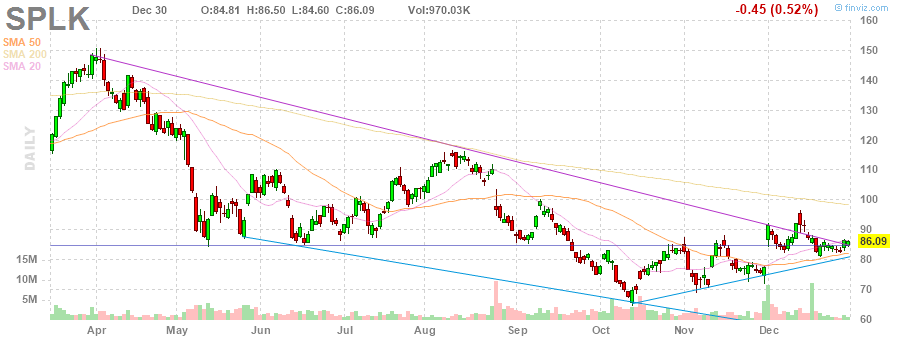 SPLK Dec 30 O:84.81 H:86.50 L:84.60 C:86.09 Vol:970.03K -0.45 (0.52%) © finviz.com
SMA 50
SMA 200
SMA 20
DAILY
160
150
140
130
120
110
100
90
86.09
80
70
60
15M
10M
5M
Apr May Jun Jul Aug Sep Oct Nov Dec